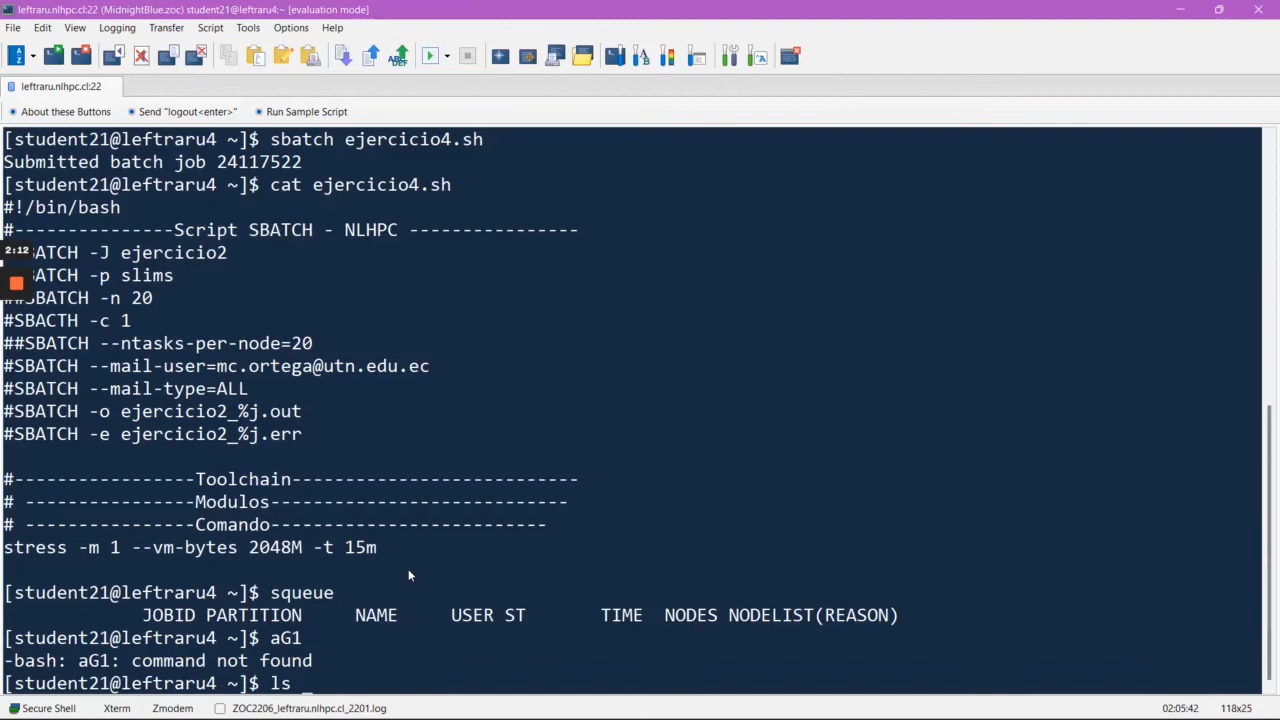 leftraru.nlhpc.cl:22 (MidnightBlue.zoc) student21@leftraru4:~ [evaluation mode]
File Edit View Logging Transfer Script Tools Options Help
leftraru.nlhpc.cl:22
About these Buttons Send "logout<enter>" Run Sample Script
[student21@leftraru4 ~]$ sbatch ejercicio4.sh
Submitted batch job 24117522
[student21@leftraru4 ~]$ cat ejercicio4.sh
#!/bin/bash
#---------------Script SBATCH - NLHPC ----------------
2:12
BATCH -J ejercicio2
BATCH -p slims
##SBATCH -n 20
#SBACTH -c 1
##SBATCH --ntasks-per-node=20
#SBATCH --mail-user=mc.ortega@utn.edu.ec
#SBATCH --mail-type=ALL
#SBATCH -o ejercicio2_%j.out
#SBATCH -e ejercicio2_%j.err
#-----------------Toolchain---------------------------
# ----------------Modulos----------------------------
# ----------------Comando--------------------------
stress -m 1 --vm-bytes 2048M -t 15m
[student21@leftraru4 ~]$ squeue
JOBID PARTITION NAME USER ST TIME NODES NODELIST(REASON)
[student21@leftraru4 ~]$ aG1
-bash: aG1: command not found
[student21@leftraru4 ~]$ ls _
Secure Shell Xterm Zmodem ZOC2206_leftraru.nlhpc.cl_2201.log 02:05:42 118x25